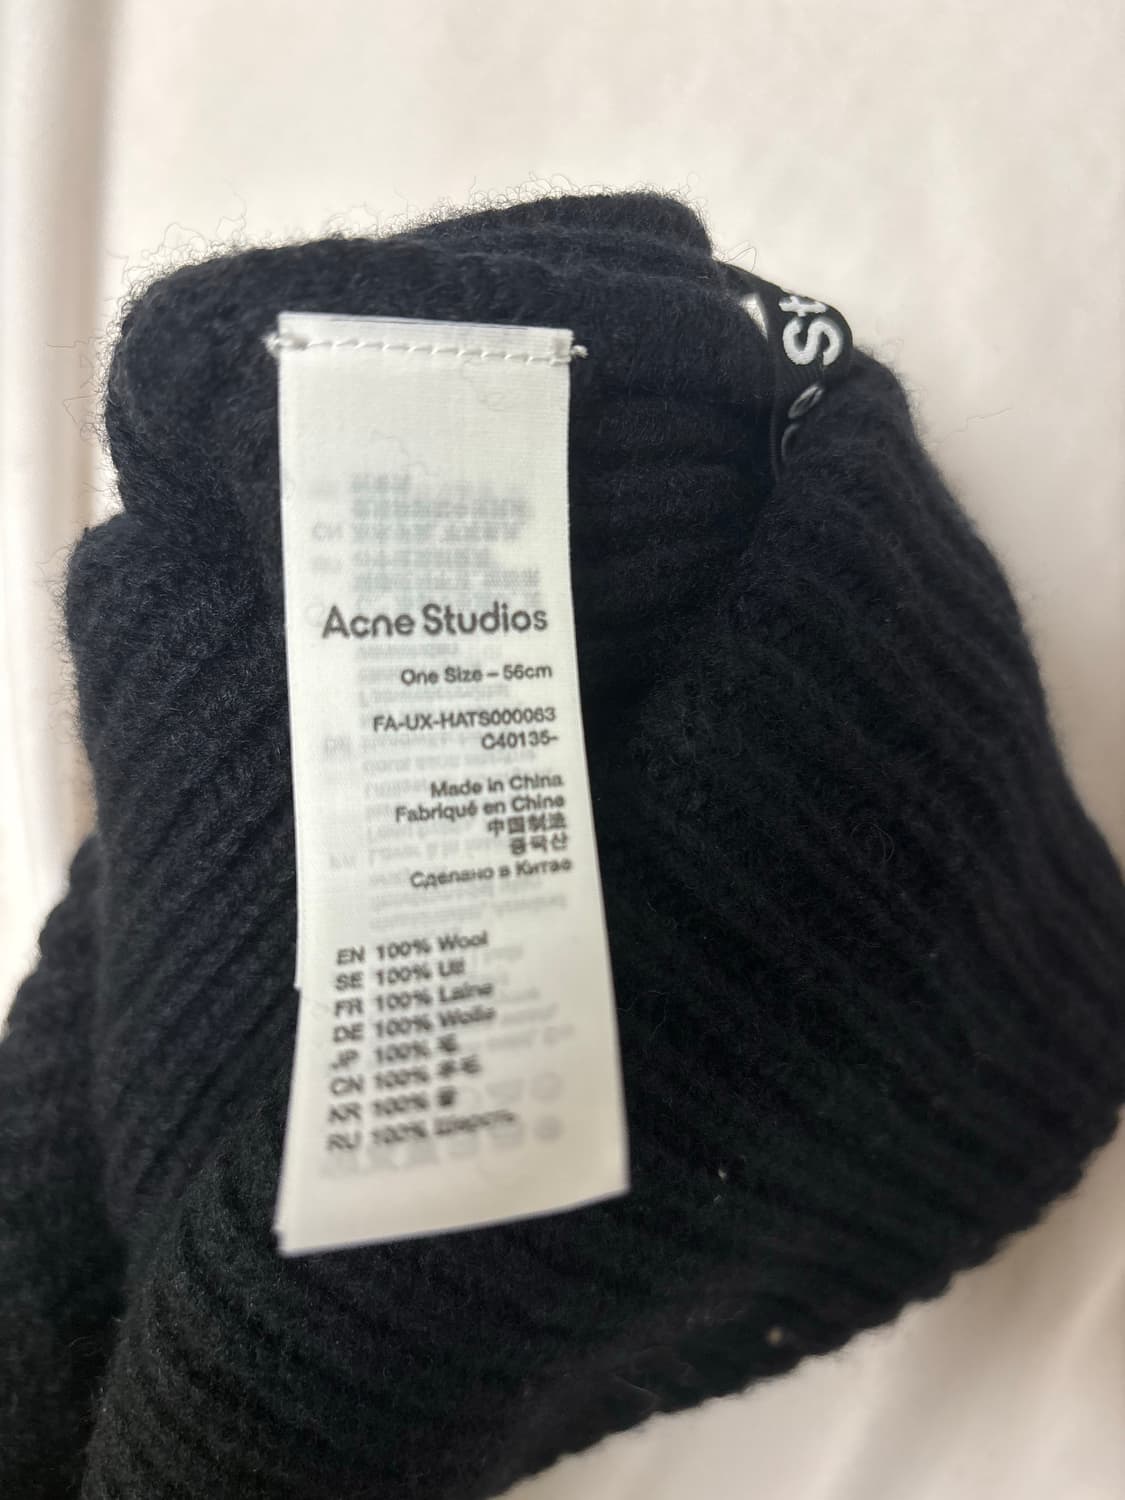 St
Acne Studios
One Size – 56cm
FA-UX-HATS000063
C40135-
Made in China
Fabriqué en Chine
中国制造
중국산
Сделано в Китае
EN 100% Wool
SE 100% Ull
FR 100% Laine
DE 100% Wolle
JP 100% 毛
CN 100% 羊毛
KR 100% 울
RU 100% Шерсть